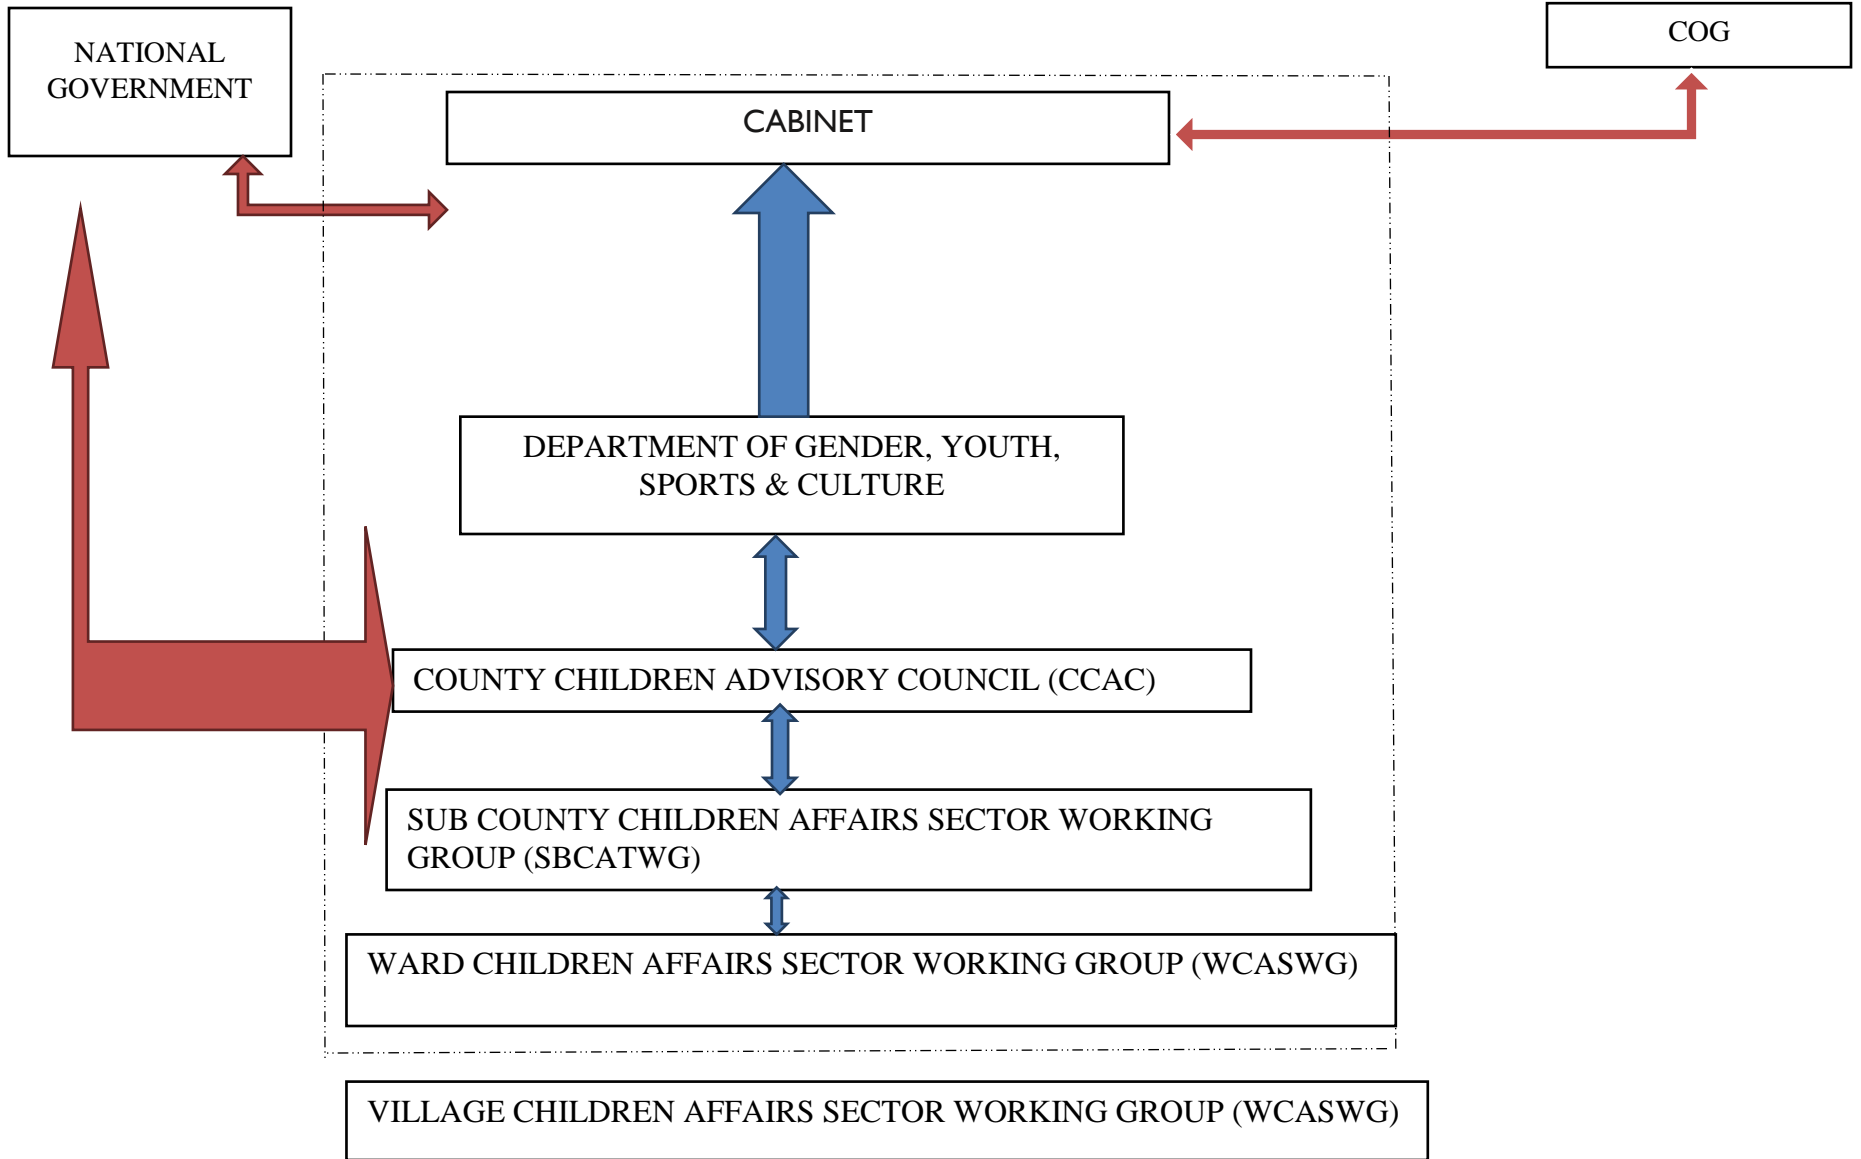 NATIONAL
GOVERNMENT
COG
CABINET
DEPARTMENT OF GENDER, YOUTH,
SPORTS & CULTURE
COUNTY CHILDREN ADVISORY COUNCIL (CCAC)
SUB COUNTY CHILDREN AFFAIRS SECTOR WORKING
GROUP (SBCATWG)
WARD CHILDREN AFFAIRS SECTOR WORKING GROUP (WCASWG)
VILLAGE CHILDREN AFFAIRS SECTOR WORKING GROUP (WCASWG)